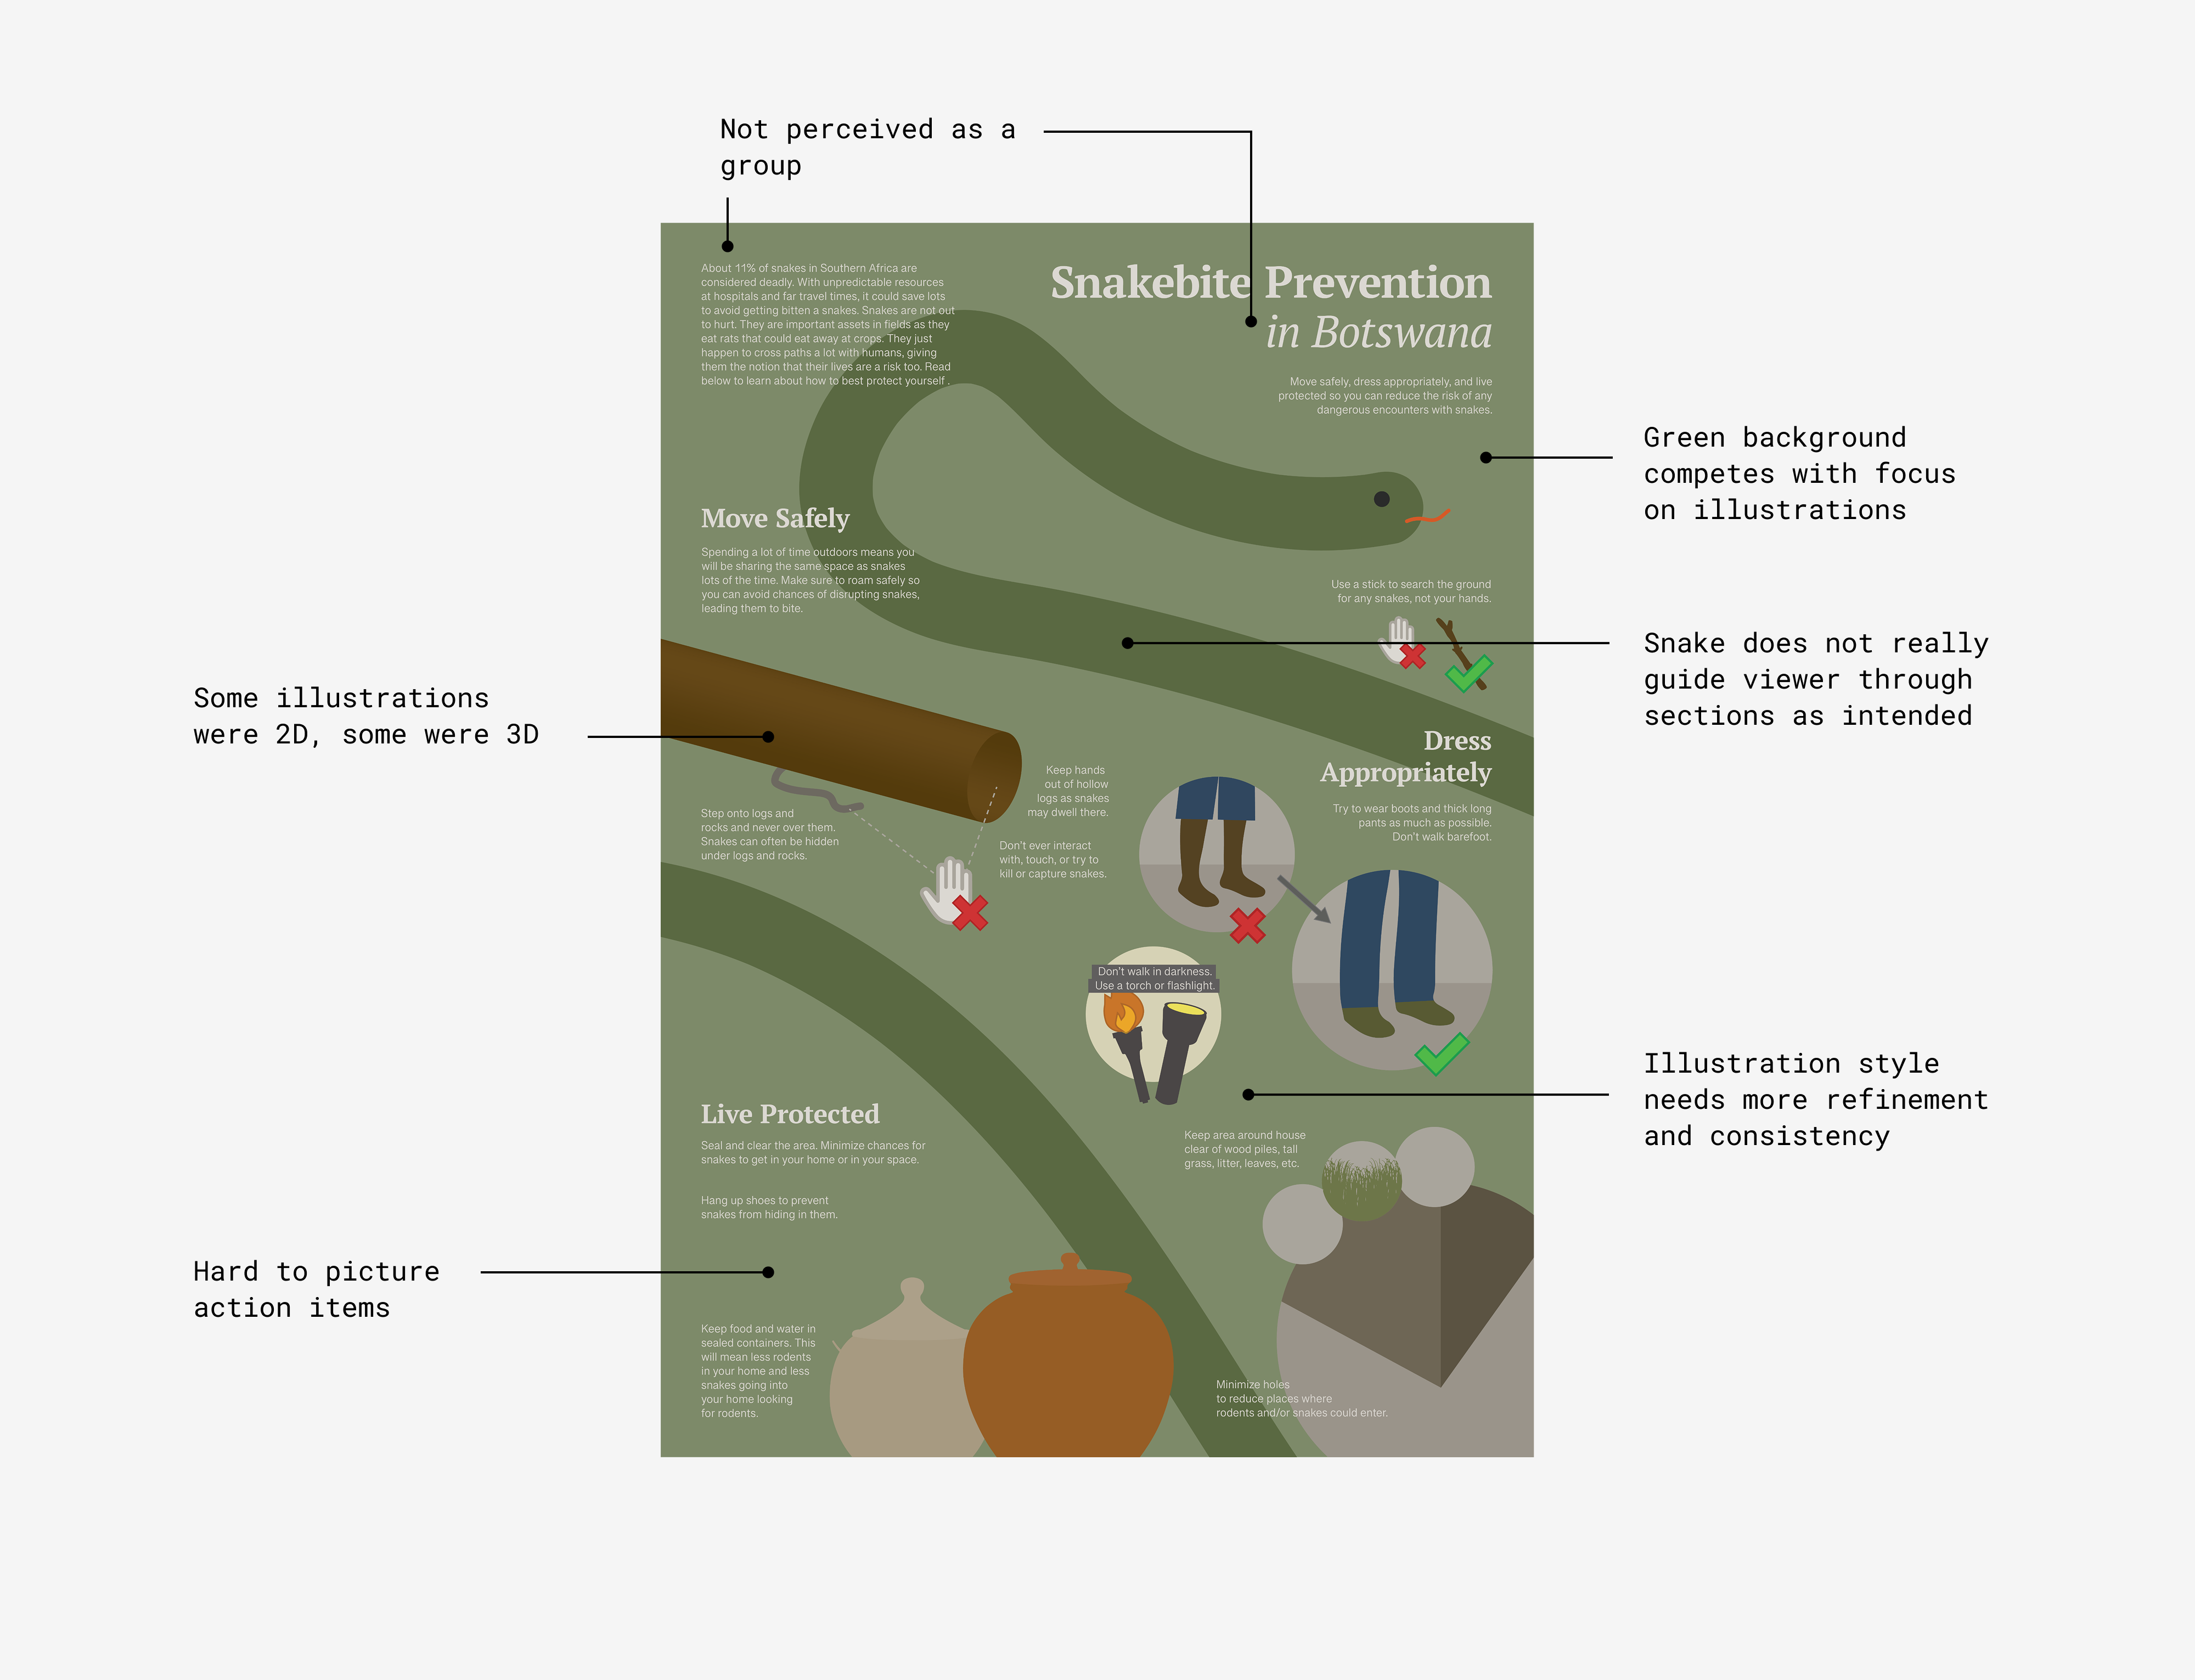 Not perceived as a
group
About 11% of snakes in Southern Africa are
considered deadly. With unpredictable resources
at hospitals and far travel times, it could save lots
to avoid getting bitten a snakes. Snakes are not out
to hurt. They are important assets in fields as they
eat rats that could eat away at crops. They just
happen to cross paths a lot with humans, giving
them the notion that their lives are a risk too. Read
below to learn about how to best protect yourself .
Snakebite Prevention
in Botswana
Move safely, dress appropriately, and live
protected so you can reduce the risk of any
dangerous encounters with snakes.
Green background
competes with focus
on illustrations
Move Safely
Spending a lot of time outdoors means you
will be sharing the same space as snakes
lots of the time. Make sure to roam safely so
you can avoid chances of disrupting snakes,
leading them to bite.
Use a stick to search the ground
for any snakes, not your hands.
Snake does not really
guide viewer through
sections as intended
Some illustrations
were 2D, some were 3D
Step onto logs and
rocks and never over them.
Snakes can often be hidden
under logs and rocks.
Keep hands
out of hollow
logs as snakes
may dwell there.
Don't ever interact
with, touch, or try to
kill or capture snakes.
Dress
Appropriately
Try to wear boots and thick long
pants as much as possible.
Don't walk barefoot.
Don't walk in darkness.
Use a torch or flashlight.
Illustration style
needs more refinement
and consistency
Live Protected
Seal and clear the area. Minimize chances for
snakes to get in your home or in your space.
Hang up shoes to prevent
snakes from hiding in them.
Keep area around house
clear of wood piles, tall
grass, litter, leaves, etc.
Hard to picture
action items
Keep food and water in
sealed containers. This
will mean less rodents
in your home and less
snakes going into
your home looking
for rodents.
Minimize holes
to reduce places where
rodents and/or snakes could enter.